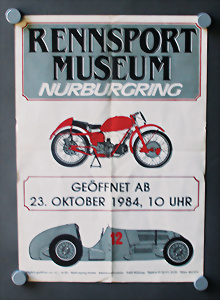 RENNSPORT
MUSEUM
NÜRBURGRING
GEÖFFNET AB
23. OKTOBER 1984, 10 UHR
12